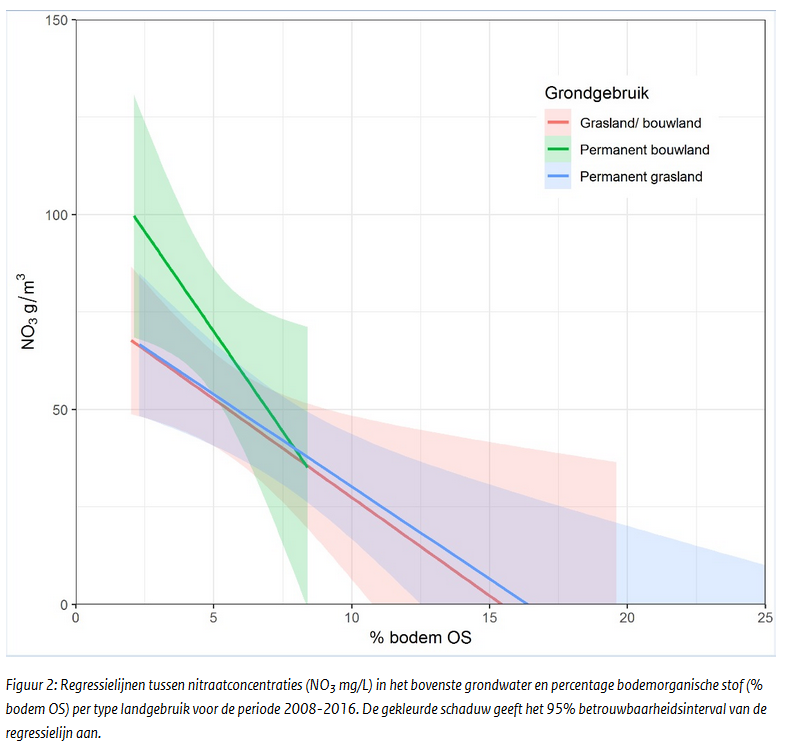 150
100
50
0
NO₃ g/m³
0 5 10 15 20 25
% bodem OS
Grondgebruik
Grasland/ bouwland
Permanent bouwland
Permanent grasland
Figuur 2: Regressielijnen tussen nitraatconcentraties (NO₃ mg/L) in het bovenste grondwater en percentage bodemorganische stof (%
bodem OS) per type landgebruik voor de periode 2008-2016. De gekleurde schaduw geeft het 95% betrouwbaarheidsinterval van de
regressielijn aan.